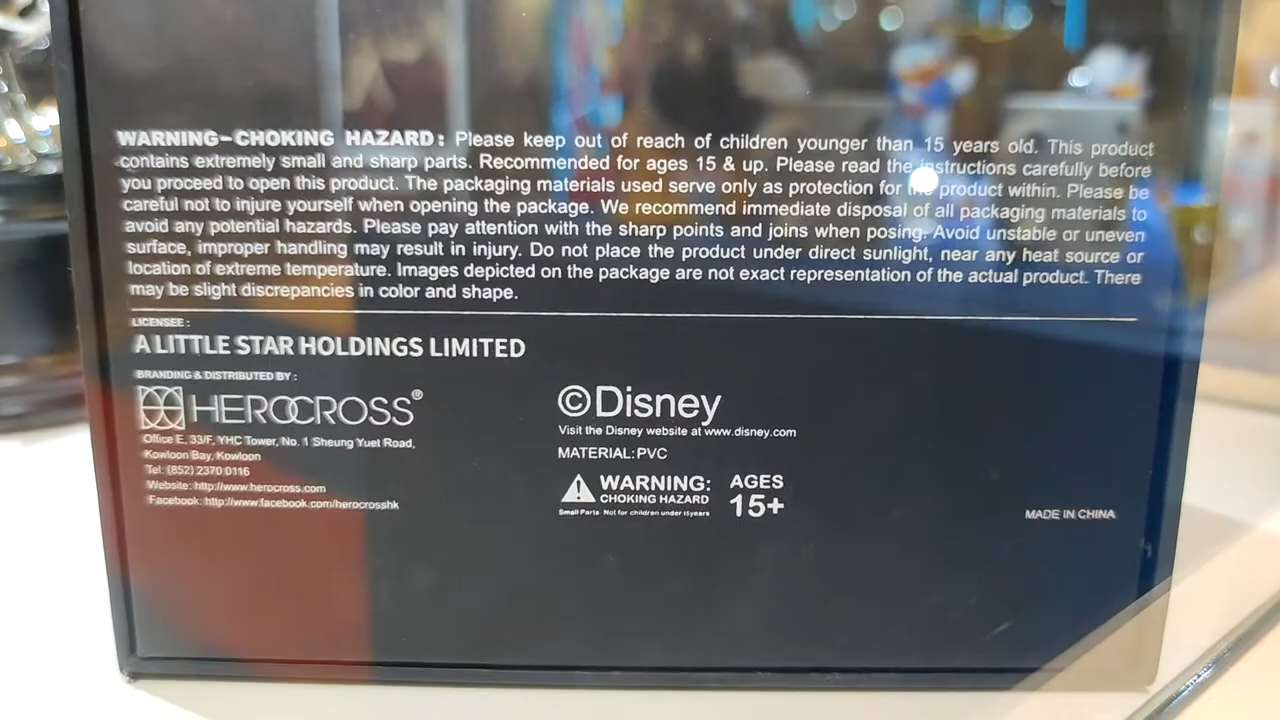 WARNING-CHOKING HAZARD: Please keep out of reach of children younger than 15 years old. This product
contains extremely small and sharp parts. Recommended for ages 15 & up. Please read the instructions carefully before
you proceed to open this product. The packaging materials used serve only as protection for the product within. Please be
careful not to injure yourself when opening the package. We recommend immediate disposal of all packaging materials to
avoid any potential hazards. Please pay attention with the sharp points and joins when posing. Avoid unstable or uneven
surface, improper handling may result in injury. Do not place the product under direct sunlight, near any heat source or
location of extreme temperature. Images depicted on the package are not exact representation of the actual product. There
may be slight discrepancies in color and shape.
LICENSEE:
A LITTLE STAR HOLDINGS LIMITED
BRANDING & DISTRIBUTED BY:
HEROCROSS®
Office E, 33/F, YHC Tower, No. 1 Sheung Yuet Road,
Kowloon Bay, Kowloon
Tel: (852) 2370 0116
Website: http://www.herocross.com
Facebook: http://www.facebook.com/herocrosshk
©Disney
Visit the Disney website at www.disney.com
MATERIAL:PVC
WARNING:
CHOKING HAZARD
Small Parts. Not for children under 15years
AGES
15+
MADE IN CHINA